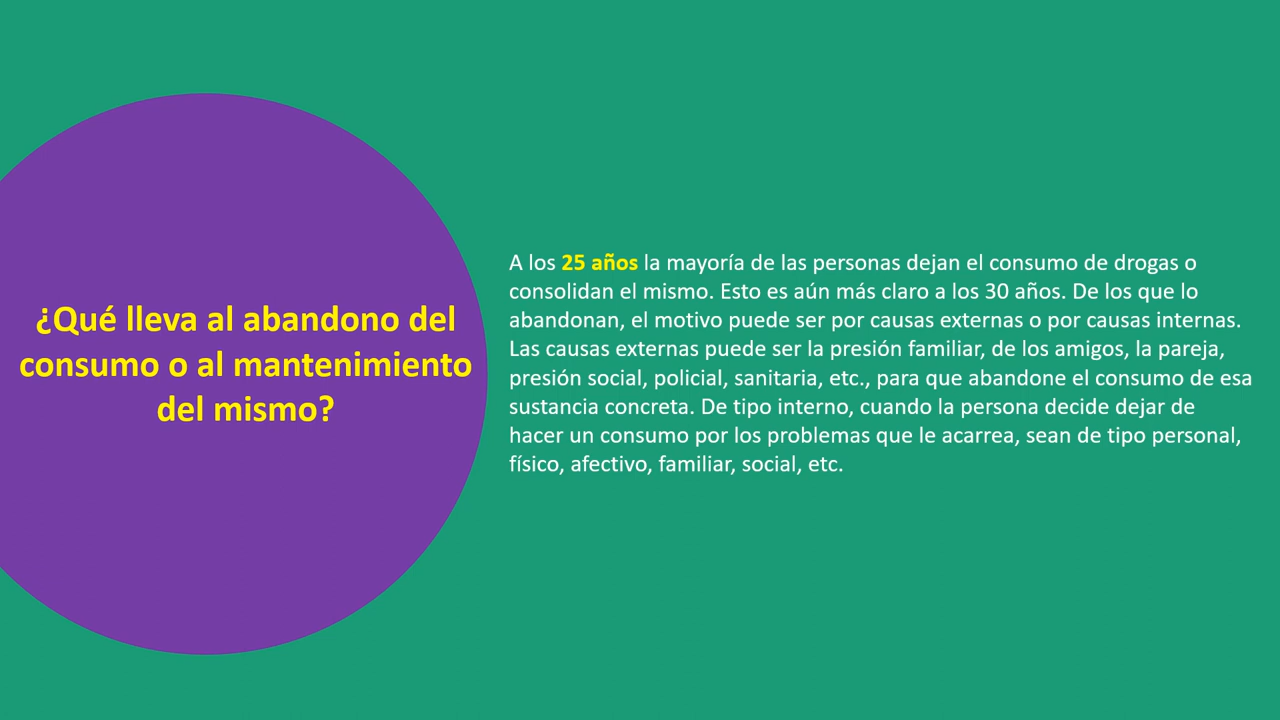 ¿Qué lleva al abandono del
consumo o al mantenimiento
del mismo?
A los 25 años la mayoría de las personas dejan el consumo de drogas o
consolidan el mismo. Esto es aún más claro a los 30 años. De los que lo
abandonan, el motivo puede ser por causas externas o por causas internas.
Las causas externas puede ser la presión familiar, de los amigos, la pareja,
presión social, policial, sanitaria, etc., para que abandone el consumo de esa
sustancia concreta. De tipo interno, cuando la persona decide dejar de
hacer un consumo por los problemas que le acarrea, sean de tipo personal,
físico, afectivo, familiar, social, etc.